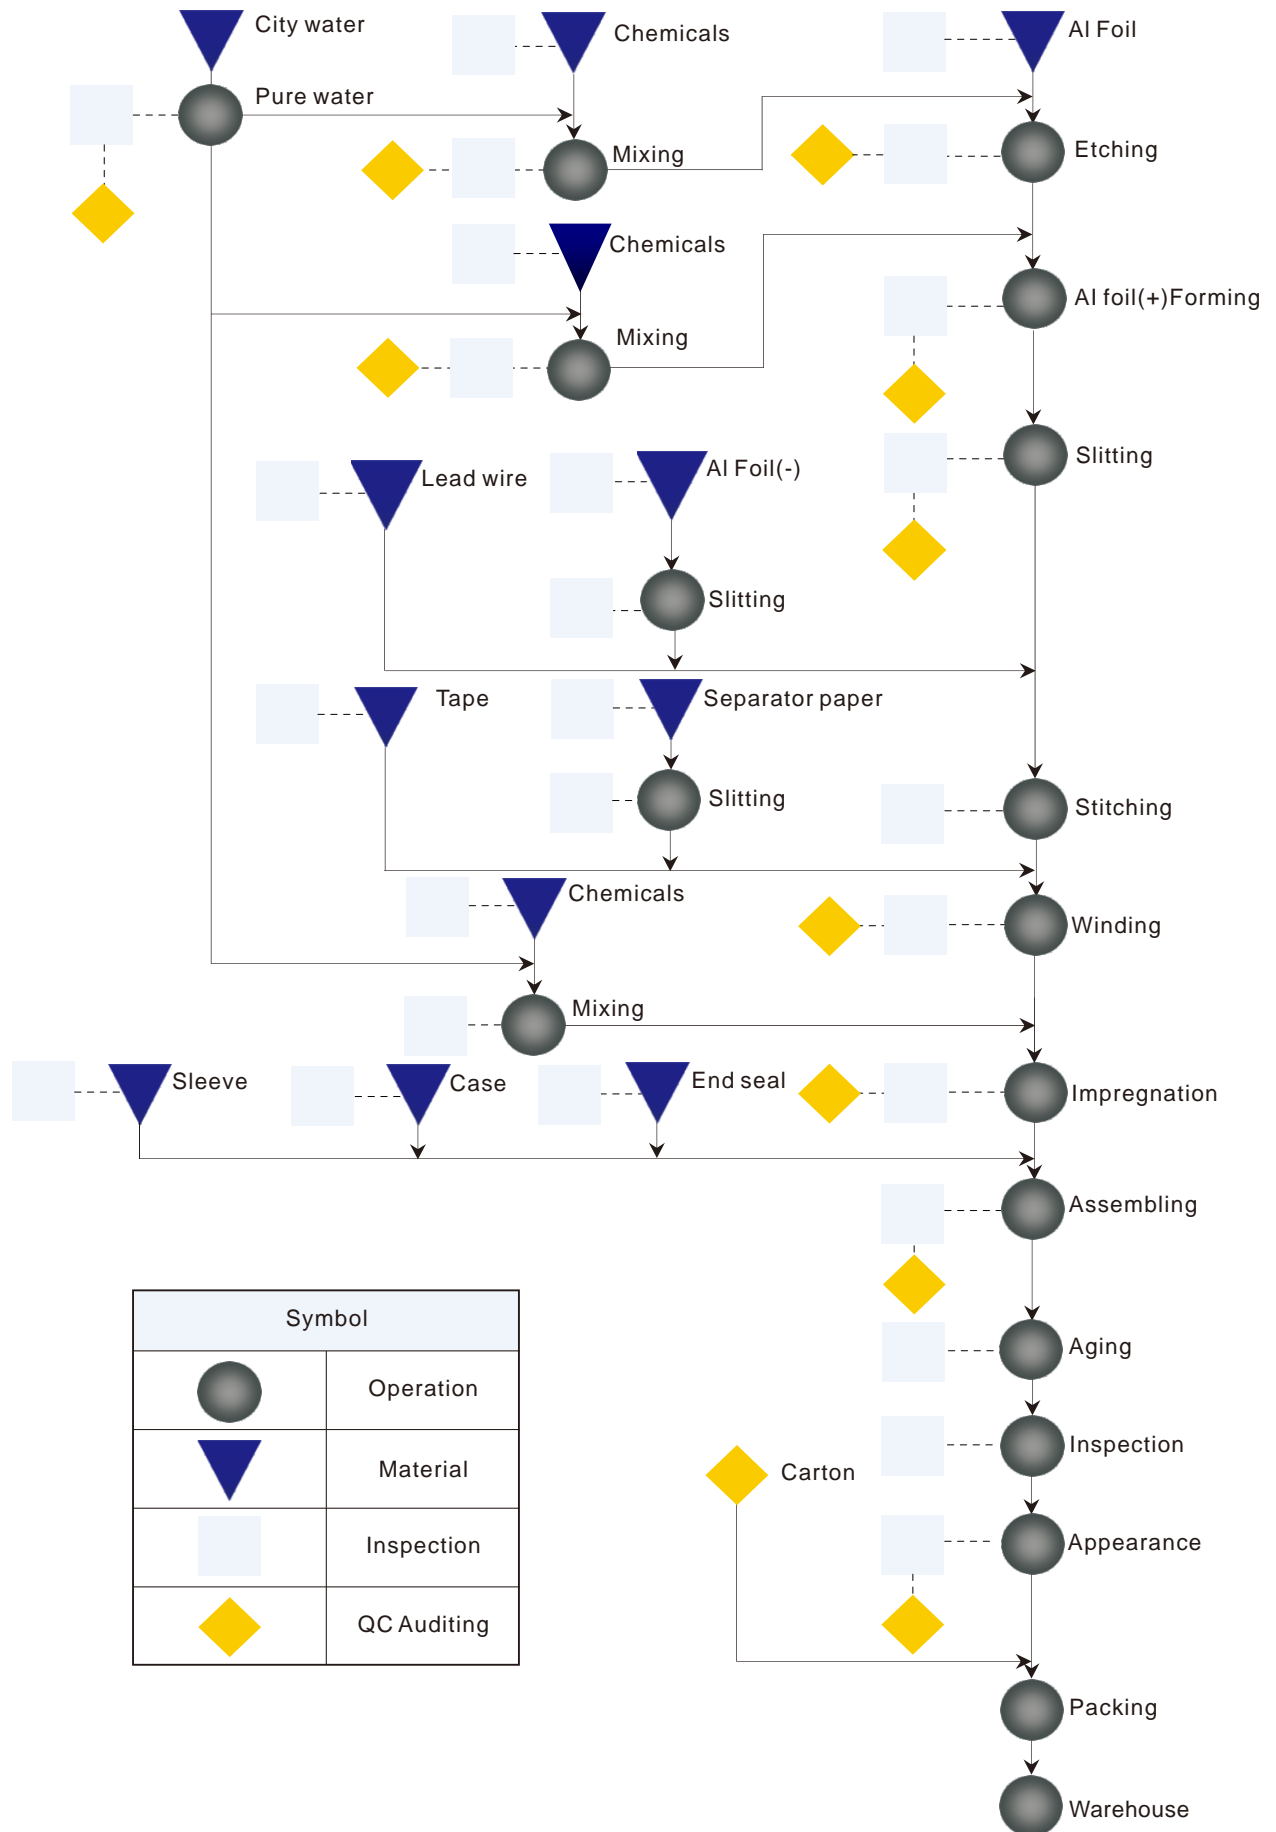 City water
Chemicals
Al Foil
Pure water
Mixing
Etching
Chemicals
Al foil(+)Forming
Mixing
Slitting
Lead wire
Al Foil(-)
Slitting
Tape
Separator paper
Slitting
Stitching
Chemicals
Winding
Mixing
Sleeve
Case
End seal
Impregnation
Assembling
Symbol
Aging
Operation
Inspection
Material
Carton
Inspection
Appearance
QC Auditing
Packing
Warehouse